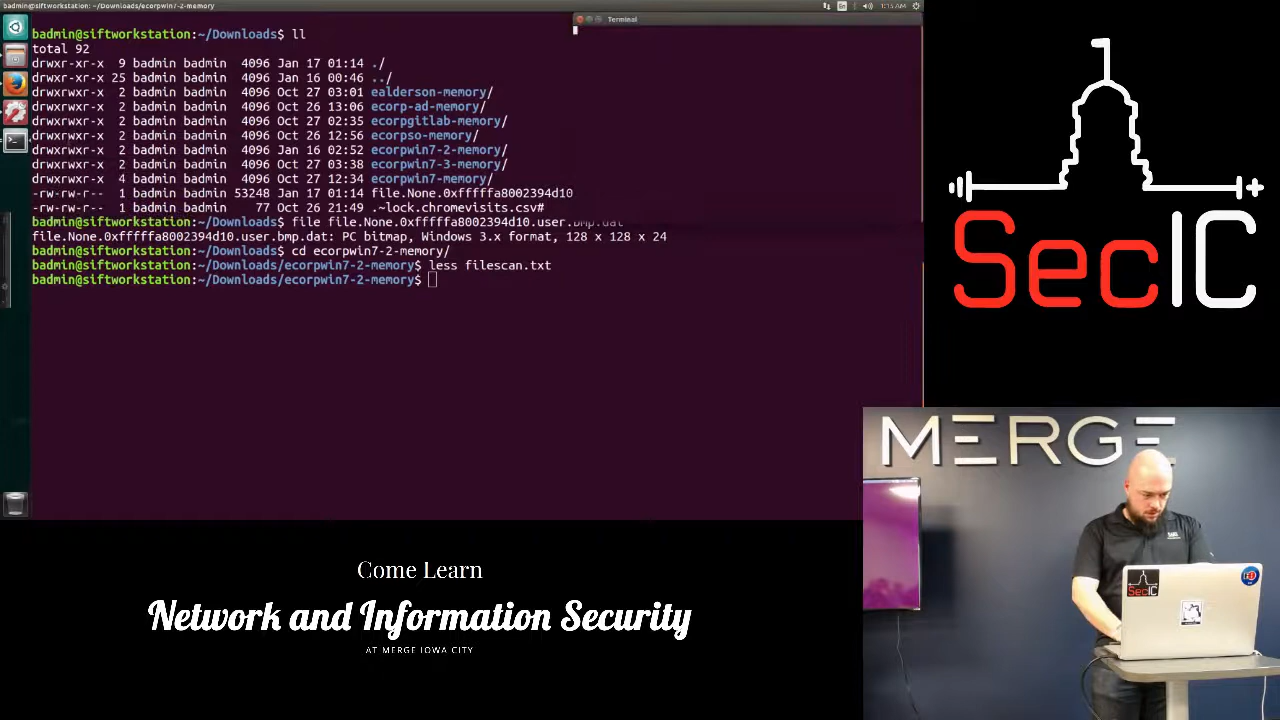 badmin@siftworkstation: ~/Downloads/ecorpwin7-2-memory
Terminal
badmin@siftworkstation:~/Downloads$ ll
total 92
drwxr-xr-x 9 badmin badmin 4096 Jan 17 01:14 ./
drwxr-xr-x 25 badmin badmin 4096 Jan 16 00:46 ../
drwxrwxr-x 2 badmin badmin 4096 Oct 27 03:01 ealderson-memory/
drwxrwxr-x 2 badmin badmin 4096 Oct 26 13:06 ecorp-ad-memory/
drwxrwxr-x 2 badmin badmin 4096 Oct 27 02:35 ecorpgitlab-memory/
drwxrwxr-x 2 badmin badmin 4096 Oct 26 12:56 ecorpso-memory/
drwxrwxr-x 2 badmin badmin 4096 Jan 16 02:52 ecorpwin7-2-memory/
drwxrwxr-x 2 badmin badmin 4096 Oct 27 03:38 ecorpwin7-3-memory/
drwxrwxr-x 4 badmin badmin 4096 Oct 27 12:34 ecorpwin7-memory/
-rw-rw-r-- 1 badmin badmin 53248 Jan 17 01:14 file.None.0xfffffa8002394d10
-rw-rw-r-- 1 badmin badmin 77 Oct 26 21:49 .~lock.chromevisits.csv#
badmin@siftworkstation:~/Downloads$ file file.None.0xfffffa8002394d10.user.bmp.dat
file.None.0xfffffa8002394d10.user.bmp.dat: PC bitmap, Windows 3.x format, 128 x 128 x 24
badmin@siftworkstation:~/Downloads$ cd ecorpwin7-2-memory/
badmin@siftworkstation:~/Downloads/ecorpwin7-2-memory$ less filescan.txt
badmin@siftworkstation:~/Downloads/ecorpwin7-2-memory$
SecIC
MERGE
SecIC
Come Learn
Network and Information Security
AT MERGE IOWA CITY